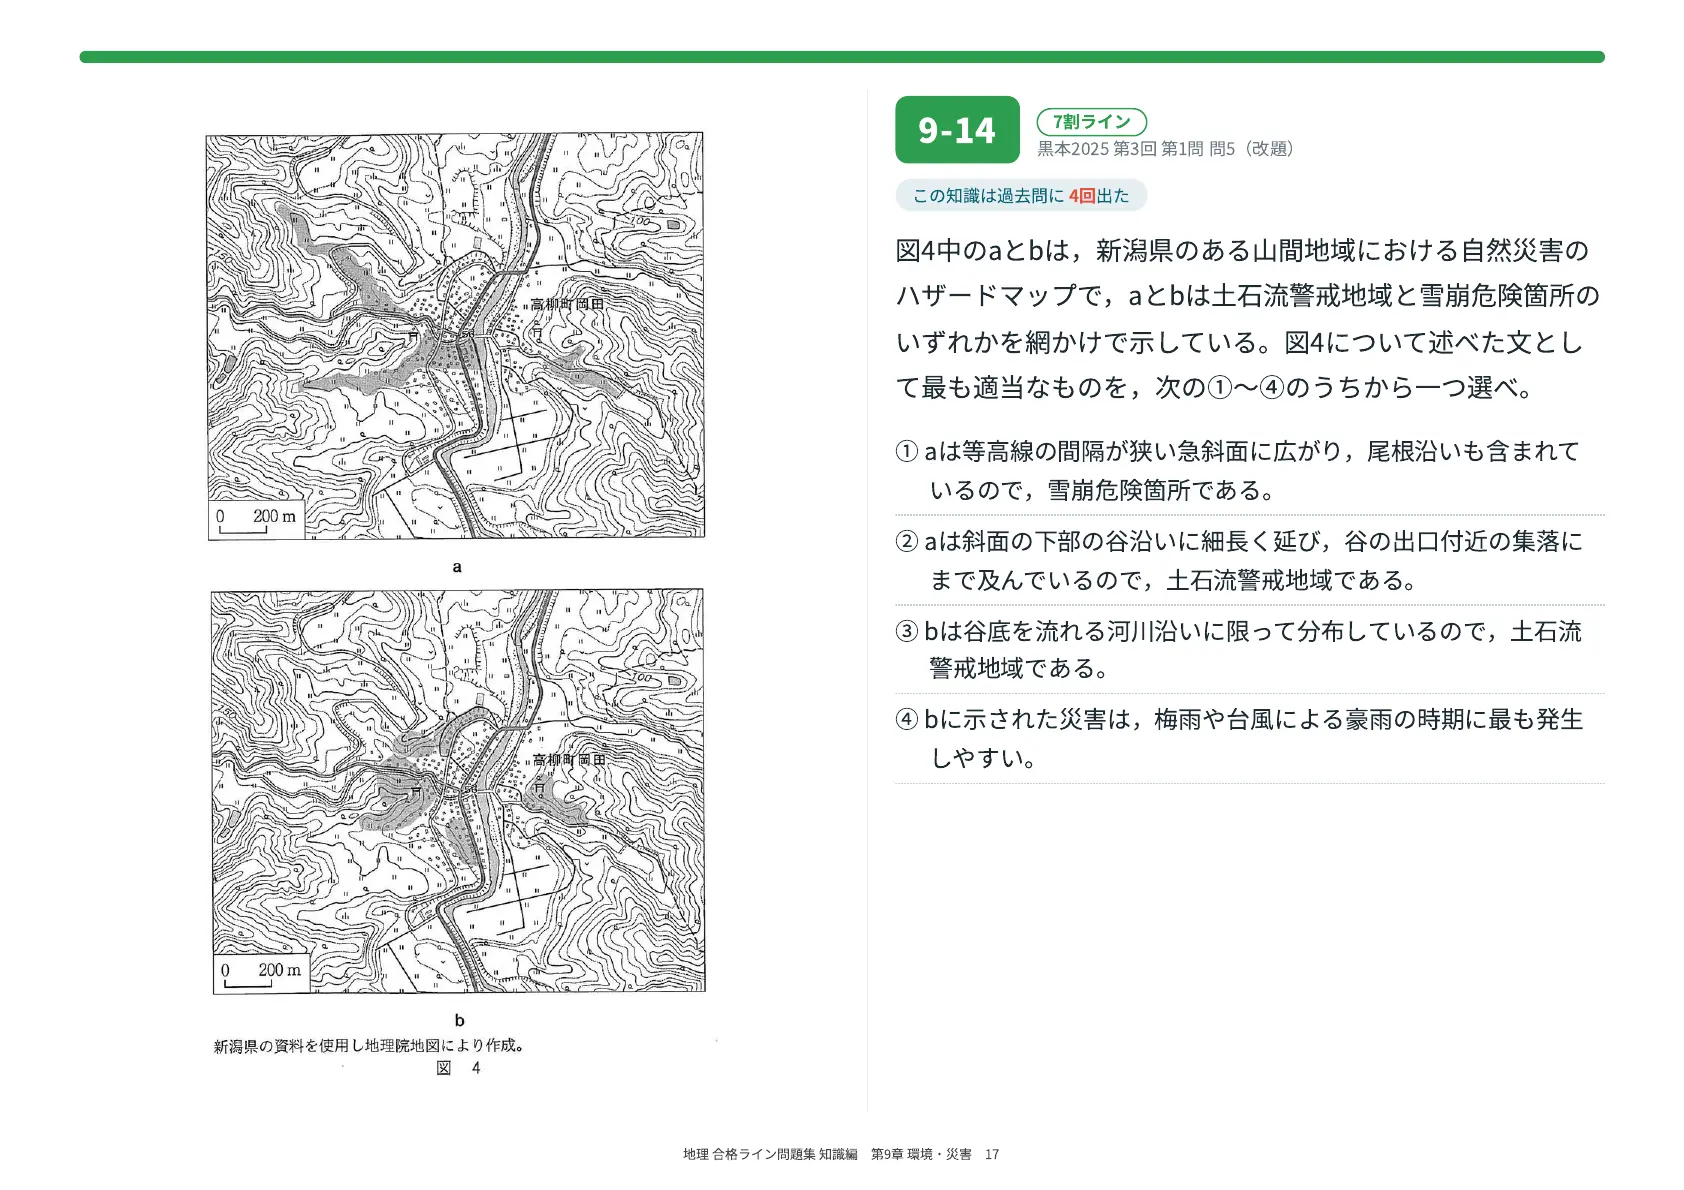 高柳町岡田
100
50
0 200 m
a
高柳町岡田
100
50
0 200 m
b
新潟県の資料を使用し地理院地図により作成。
図 4
9-14
7割ライン
黒本2025 第3回 第1問 問5（改題）
この知識は過去問に 4回出た
図4中のaとbは，新潟県のある山間地域における自然災害の
ハザードマップで，aとbは土石流警戒地域と雪崩危険箇所の
いずれかを網かけで示している。図4について述べた文とし
て最も適当なものを，次の①～④のうちから一つ選べ。
① aは等高線の間隔が狭い急斜面に広がり，尾根沿いも含まれて
いるので，雪崩危険箇所である。
② aは斜面の下部の谷沿いに細長く延び，谷の出口付近の集落に
まで及んでいるので，土石流警戒地域である。
③ bは谷底を流れる河川沿いに限って分布しているので，土石流
警戒地域である。
④ bに示された災害は，梅雨や台風による豪雨の時期に最も発生
しやすい。
地理 合格ライン問題集 知識編　第9章 環境・災害　17